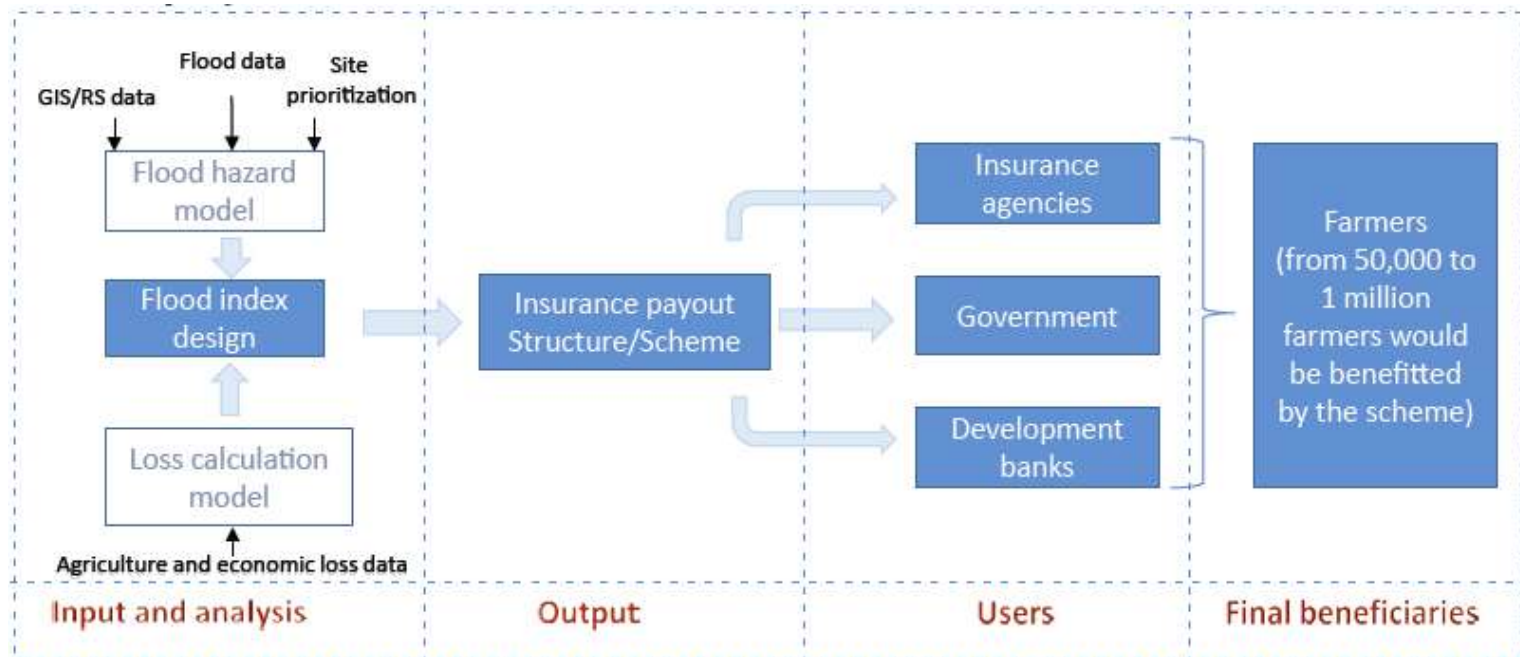 Flood data
Site
prioritization
GIS/RS data
Flood hazard
model
Flood index
design
Loss calculation
model
Agriculture and economic loss data
Input and analysis
Insurance payout
Structure/Scheme
Output
Insurance
agencies
Government
Development
banks
Users
Farmers
(from 50,000 to
1 million
farmers would
be benefitted
by the scheme)
Final beneficiaries